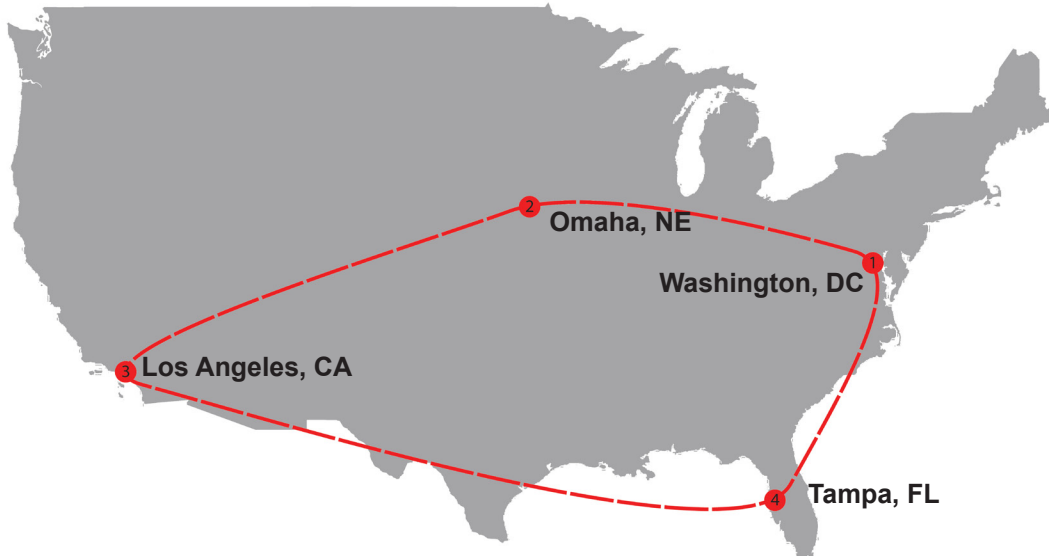 2
Omaha, NE
1
Washington, DC
3 Los Angeles, CA
4 Tampa, FL